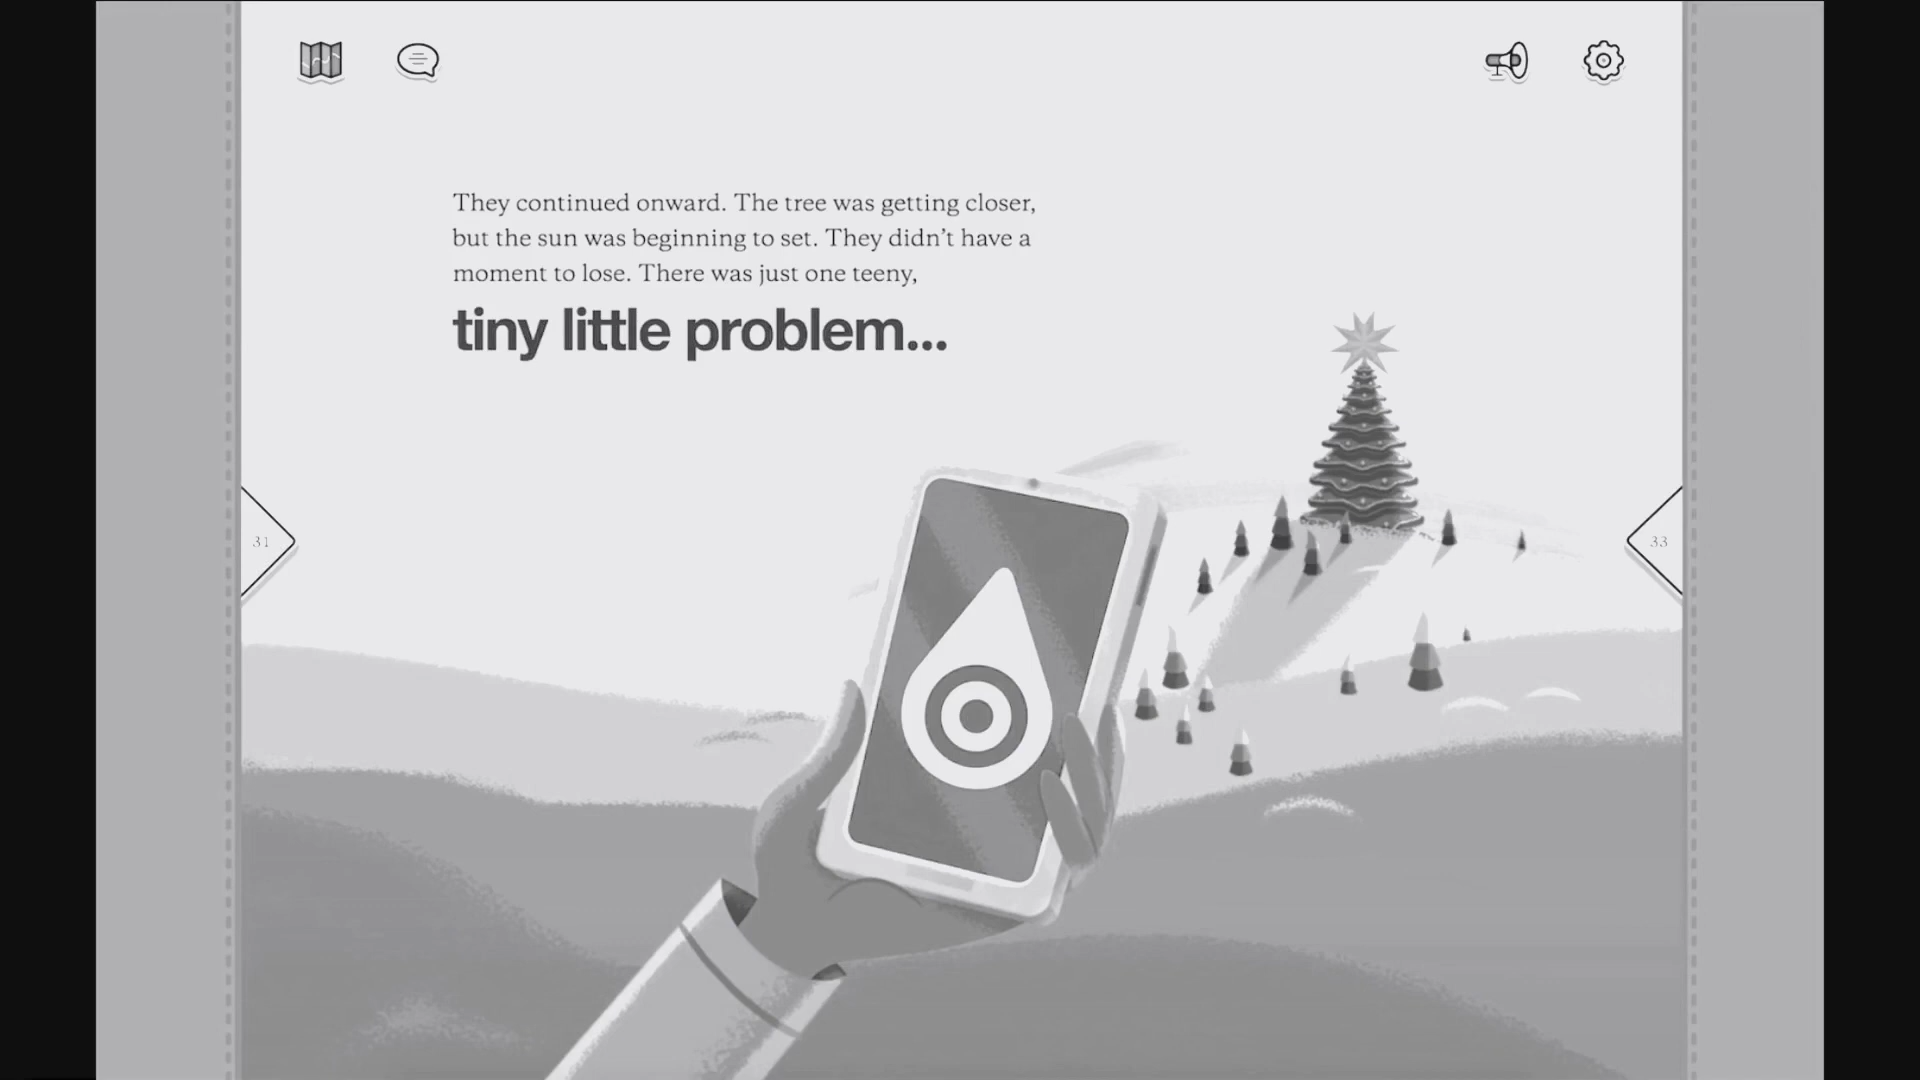 They continued onward. The tree was getting closer,
but the sun was beginning to set. They didn’t have a
moment to lose. There was just one teeny,
tiny little problem...
31
33